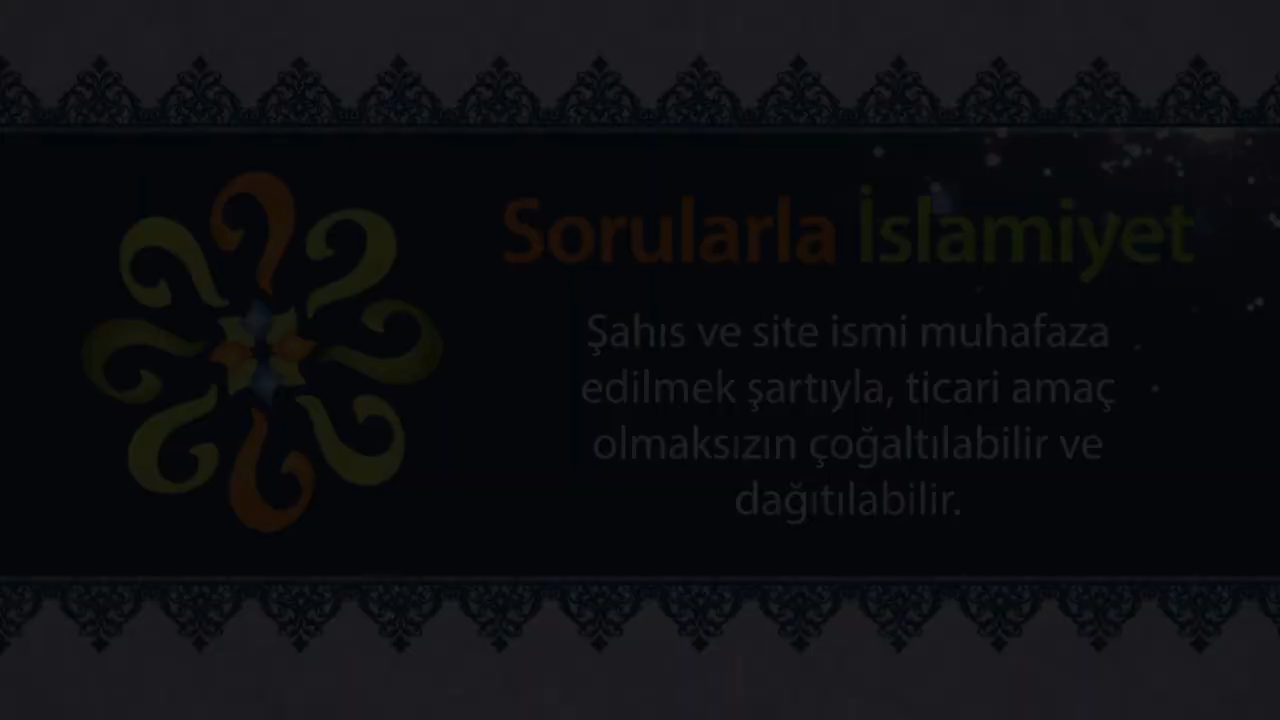 Sorularla İslamiyet
Şahıs ve site ismi muhafaza
edilmek şartıyla, ticari amaç
olmaksızın çoğaltılabilir ve
dağıtılabilir.